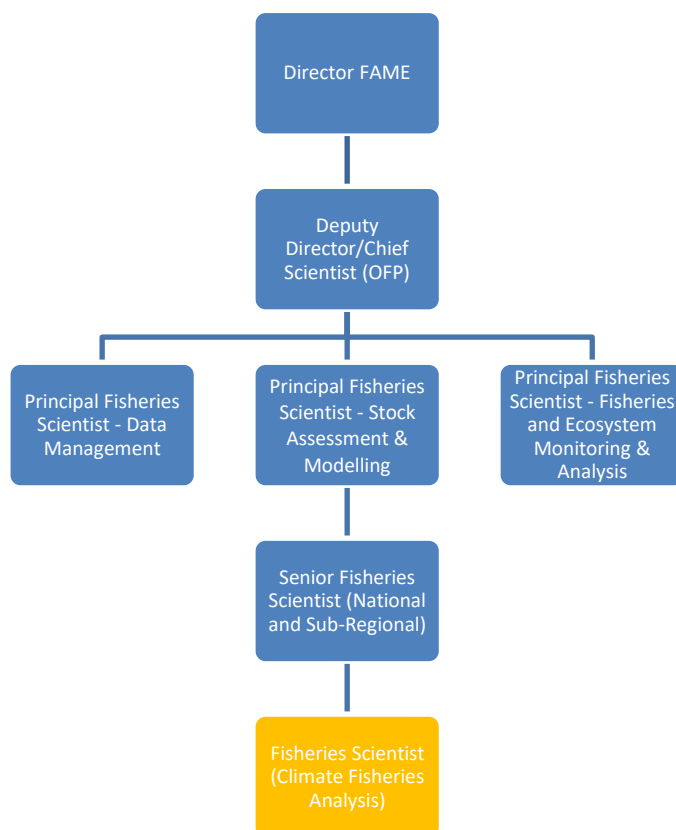 Director FAME
Deputy
Director/Chief
Scientist (OFP)
Principal Fisheries
Scientist - Data
Management
Principal Fisheries
Scientist - Stock
Assessment &
Modelling
Principal Fisheries
Scientist - Fisheries
and Ecosystem
Monitoring &
Analysis
Senior Fisheries
Scientist (National
and Sub-Regional)
Fisheries Scientist
(Climate Fisheries
Analysis)